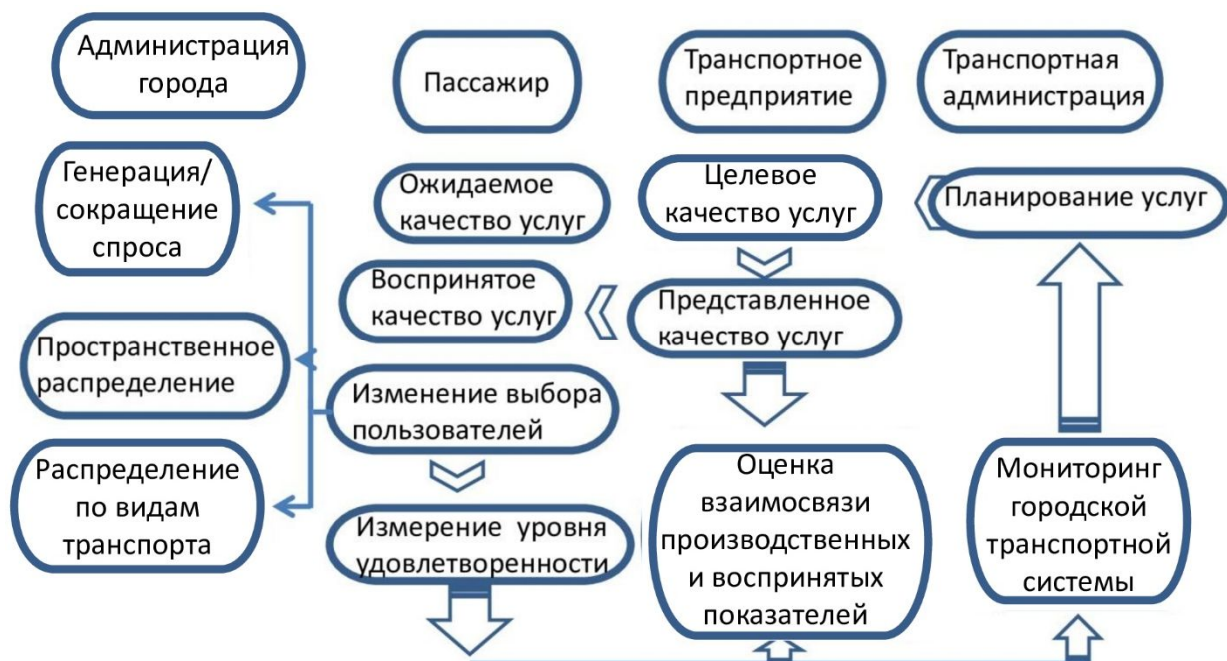 Администрация
города
Пассажир
Транспортное
предприятие
Транспортная
администрация
Генерация/
сокращение
спроса
Ожидаемое
качество услуг
Целевое
качество услуг
Планирование услуг
Воспринятое
качество услуг
Представленное
качество услуг
Пространственное
распределение
Изменение выбора
пользователей
Распределение
по видам
транспорта
Измерение уровня
удовлетворенности
Оценка
взаимосвязи
производственных
и воспринятых
показателей
Мониторинг
городской
транспортной
системы